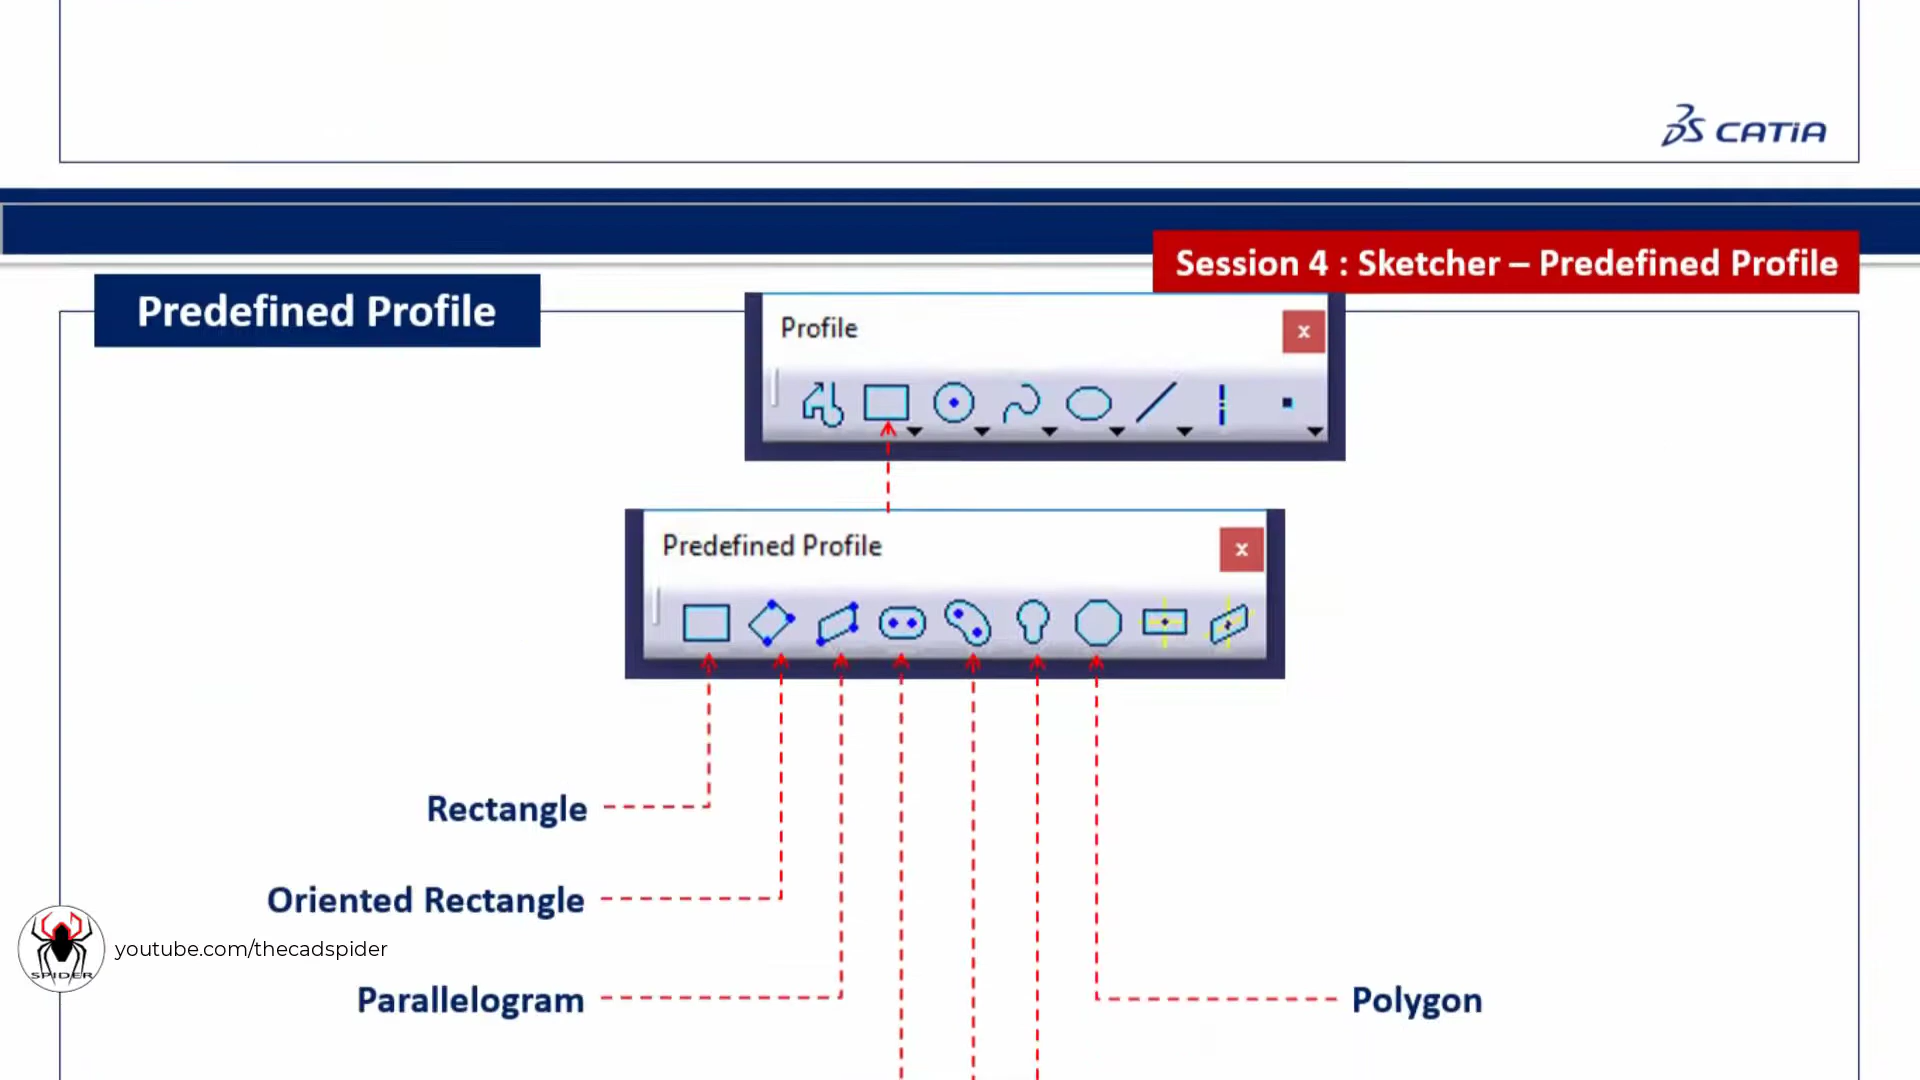 CATIA
Session 4 : Sketcher – Predefined Profile
Predefined Profile
Profile
x
Predefined Profile
x
Rectangle
Oriented Rectangle
SPIDER
youtube.com/thecadspider
Parallelogram
Polygon